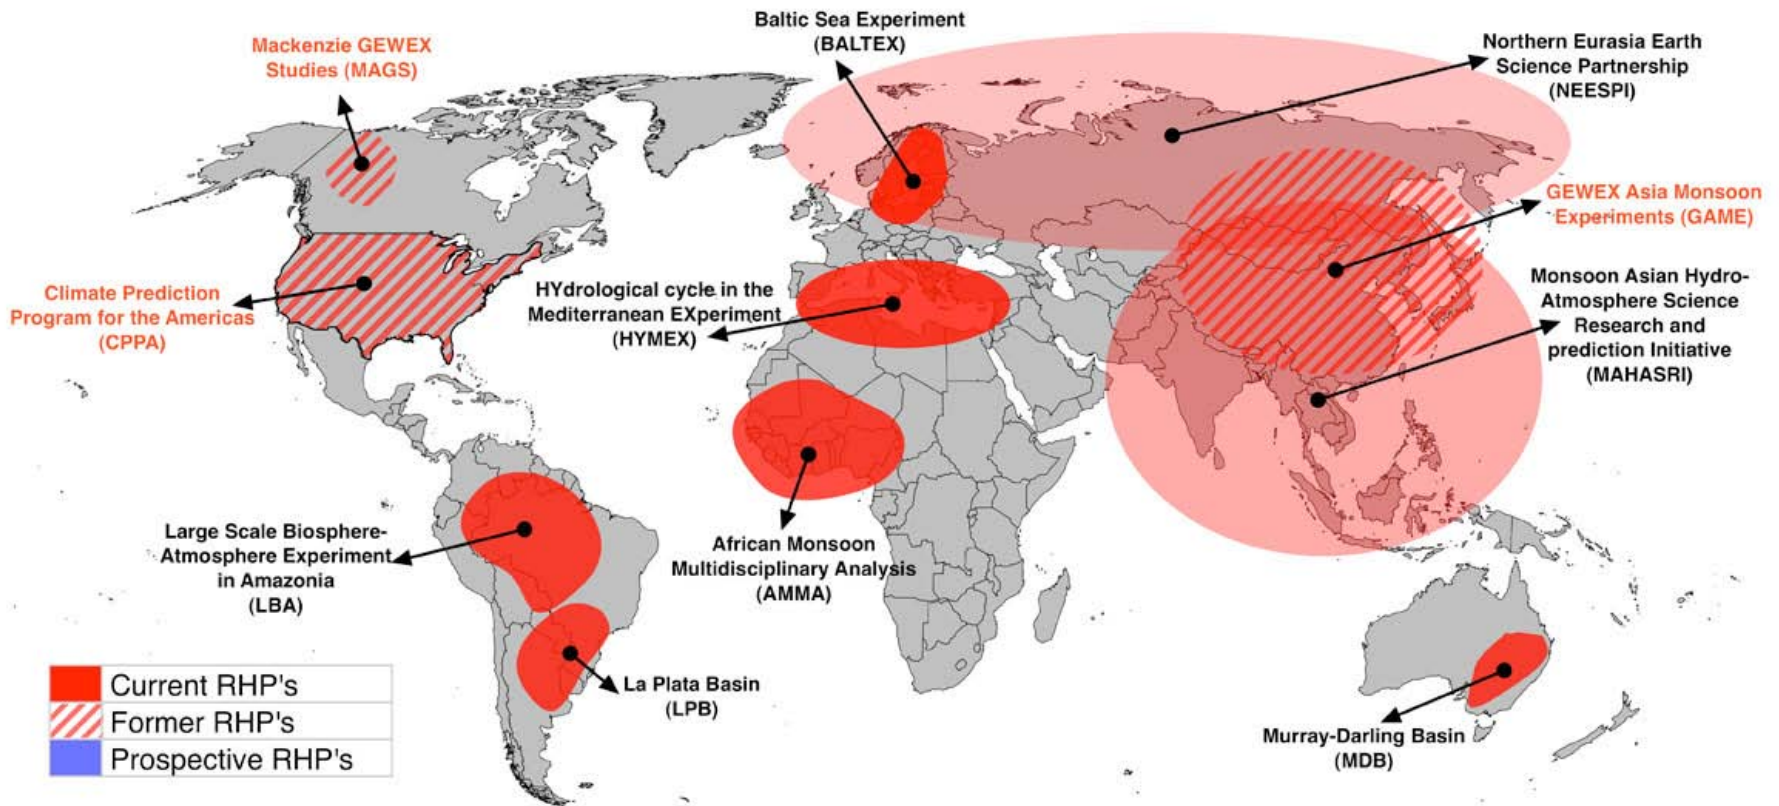 Baltic Sea Experiment
(BALTEX)
Mackenzie GEWEX
Studies (MAGS)
Northern Eurasia Earth
Science Partnership
(NEESPI)
GEWEX Asia Monsoon
Experiments (GAME)
Climate Prediction
Program for the Americas
(CPPA)
HYdrological cycle in the
Mediterranean EXperiment
(HYMEX)
Monsoon Asian Hydro-
Atmosphere Science
Research and
prediction Initiative
(MAHASRI)
Large Scale Biosphere-
Atmosphere Experiment
in Amazonia
(LBA)
African Monsoon
Multidisciplinary Analysis
(AMMA)
La Plata Basin
(LPB)
Murray-Darling Basin
(MDB)
Current RHP's
Former RHP's
Prospective RHP's